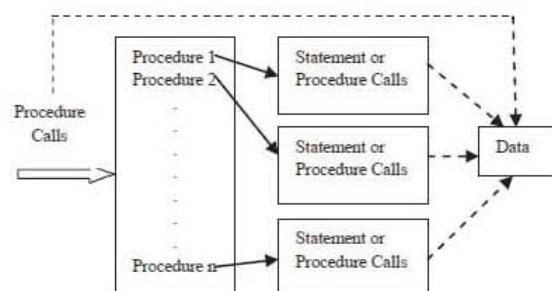 Procedure
Calls
Procedure 1
Procedure 2
Procedure n
Statement or
Procedure Calls
Statement or
Procedure Calls
Statement or
Procedure Calls
Data